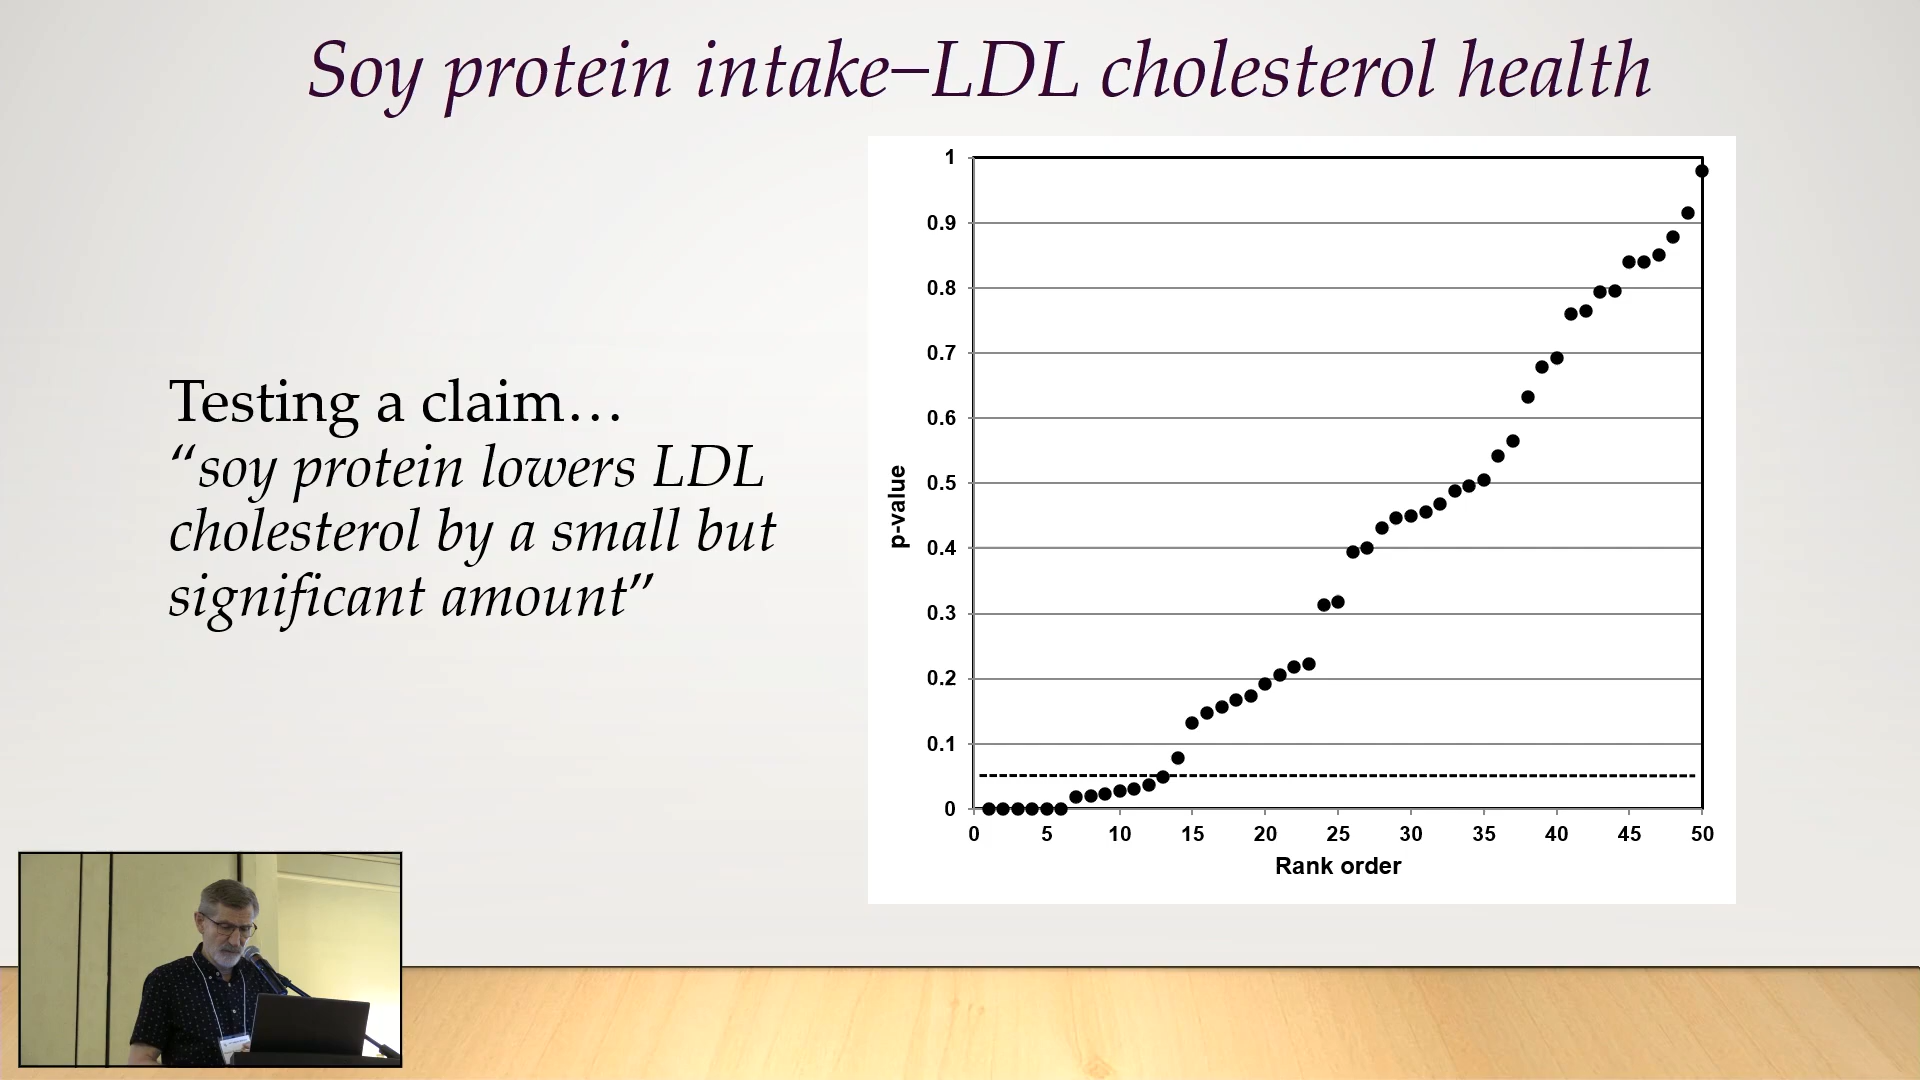 Soy protein intake–LDL cholesterol health
Testing a claim…
“soy protein lowers LDL
cholesterol by a small but
significant amount”
1
0.9
0.8
0.7
0.6
0.5
0.4
0.3
0.2
0.1
0
p-value
0 5 10 15 20 25 30 35 40 45 50
Rank order